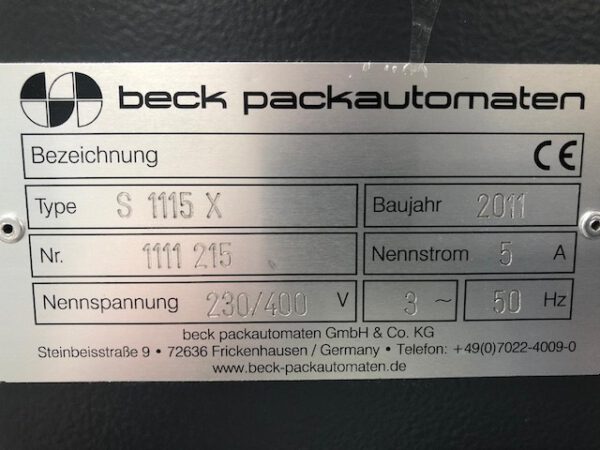 beck packautomaten
Bezeichnung CE
Type S 1115 X Baujahr 2011
Nr. 1111 215 Nennstrom 5 A
Nennspannung 230/400 V 3 ~ 50 Hz
beck packautomaten GmbH & Co. KG
Steinbeisstraße 9 • 72636 Frickenhausen / Germany • Telefon: +49(0)7022-4009-0
www.beck-packautomaten.de